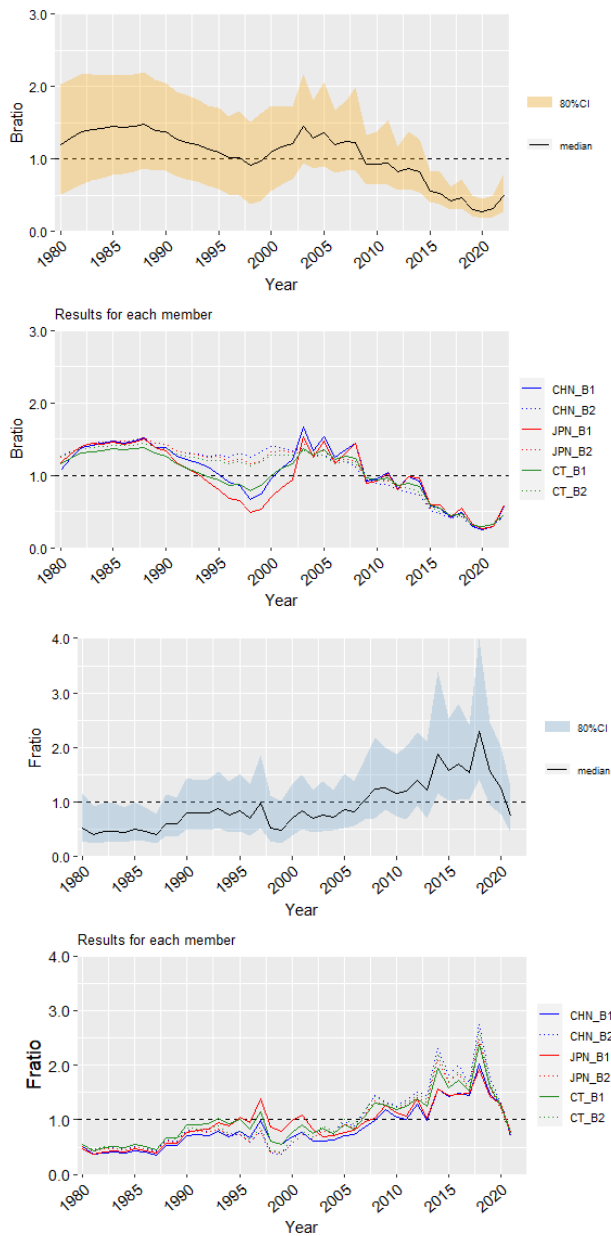 3.0
2.0
1.0
0.0
Bratio
1980
1985
1990
1995
2000
2005
2010
2015
2020
Year
80%CI
median
Results for each member
3.0
2.0
1.0
0.0
Bratio
1980
1985
1990
1995
2000
2005
2010
2015
2020
Year
CHN_B1
CHN_B2
JPN_B1
JPN_B2
CT_B1
CT_B2
4.0
3.0
2.0
1.0
0.0
Fratio
1980
1985
1990
1995
2000
2005
2010
2015
2020
Year
80%CI
median
Results for each member
4.0
3.0
2.0
1.0
0.0
Fratio
1980
1985
1990
1995
2000
2005
2010
2015
2020
Year
CHN_B1
CHN_B2
JPN_B1
JPN_B2
CT_B1
CT_B2